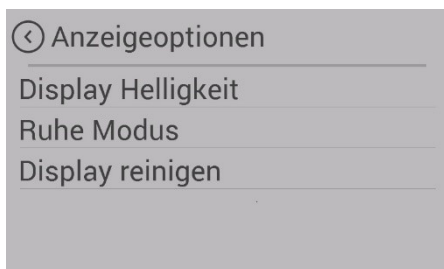 Anzeigeoptionen
Display Helligkeit
Ruhe Modus
Display reinigen